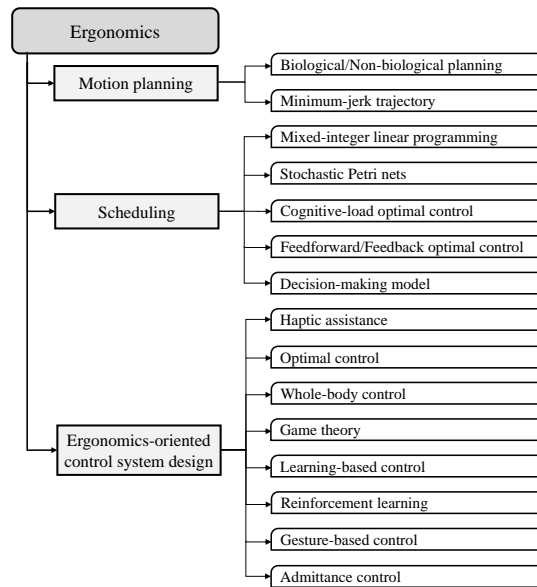 Ergonomics
Motion planning
Biological/Non-biological planning
Minimum-jerk trajectory
Scheduling
Mixed-integer linear programming
Stochastic Petri nets
Cognitive-load optimal control
Feedforward/Feedback optimal control
Decision-making model
Ergonomics-oriented
control system design
Haptic assistance
Optimal control
Whole-body control
Game theory
Learning-based control
Reinforcement learning
Gesture-based control
Admittance control